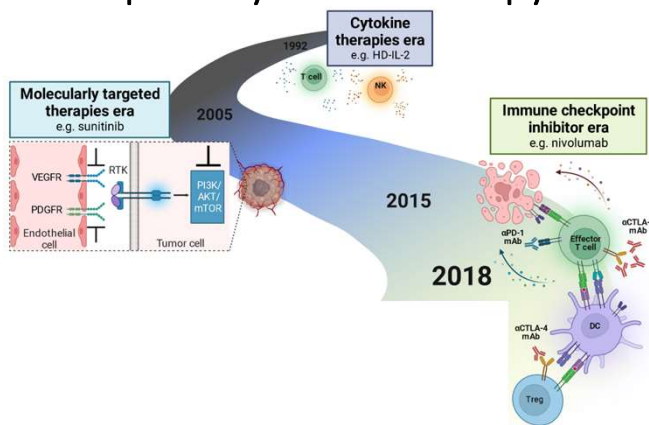 Cytokine
therapies era
e.g. HD-IL-2
1992
T cell
NK
Molecularly targeted
therapies era
e.g. sunitinib
2005
Immune checkpoint
inhibitor era
e.g. nivolumab
VEGFR
RTK
PI3K/
AKT/
mTOR
PDGFR
Endothelial
cell
Tumor cell
2015
2018
αPD-1
mAb
Effector
T cell
αCTLA-
mAb
DC
αCTLA-4
mAb
Treg